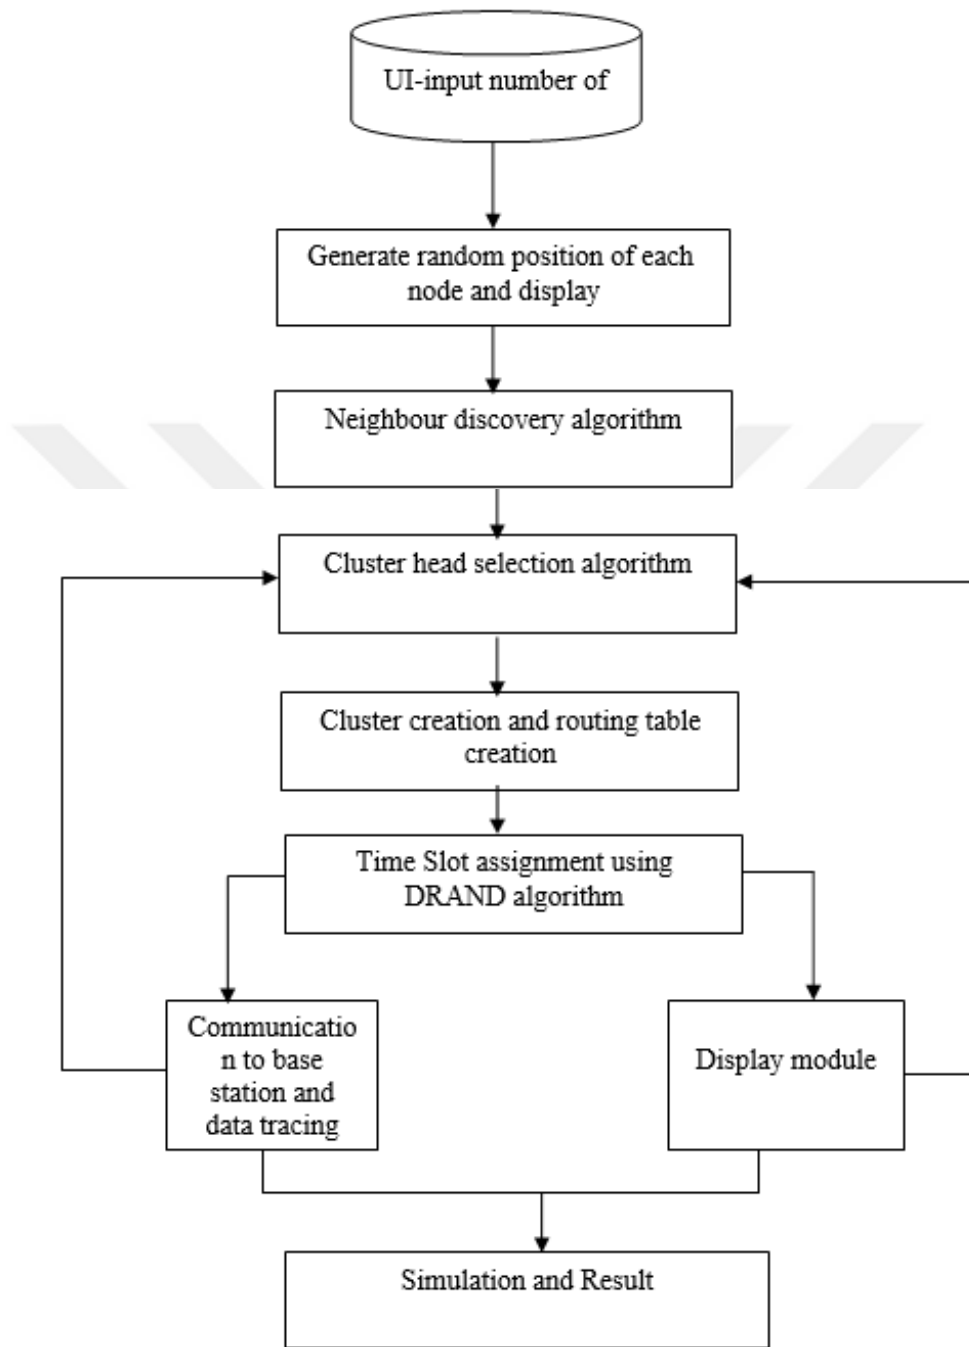 UI-input number of
Generate random position of each
node and display
Neighbour discovery algorithm
Cluster head selection algorithm
Cluster creation and routing table
creation
Time Slot assignment using
DRAND algorithm
Communicatio
n to base
station and
data tracing
Display module
Simulation and Result